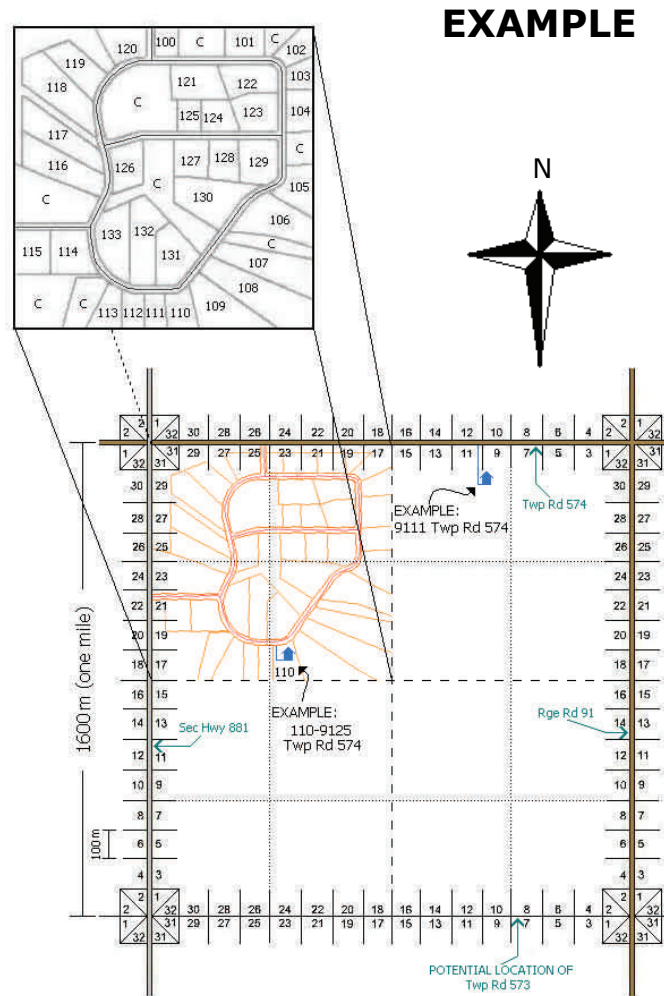 EXAMPLE
120 100 C 101 C 102
119 103
118 121 122
C 104
117 125 124 123
C
116 126 127 128 129
C 105
C 130
106
133 132 C
115 114 131 107
108
C C 109
113 112 111 110
N
2 2 1 32 30 28 26 24 22 20 18 16 14 12 10 8 6 4 2 2 1 32
1 32 31 29 27 25 23 21 19 17 15 13 11 9 7 5 3 1 32 31
30 29 30 29
EXAMPLE:
9111 Twp Rd 574
Twp Rd 574
28 27 28 27
26 25 26 25
24 23 24 23
22 21 22 21
20 19 20 19
18 17 18 17
110
16 15 16 15
EXAMPLE:
110-9125
Twp Rd 574
1600 m (one mile)
Sec Hwy 881
Rge Rd 91
14 13 14 13
12 11 12 11
10 9 10 9
8 7 8 7
100 m
6 5 6 5
4 3 4 3
2 2 1 32 30 28 26 24 22 20 18 16 14 12 10 8 6 4 2 2 1 32
1 32 31 29 27 25 23 21 19 17 15 13 11 9 7 5 3 1 32 31
POTENTIAL LOCATION OF
Twp Rd 573